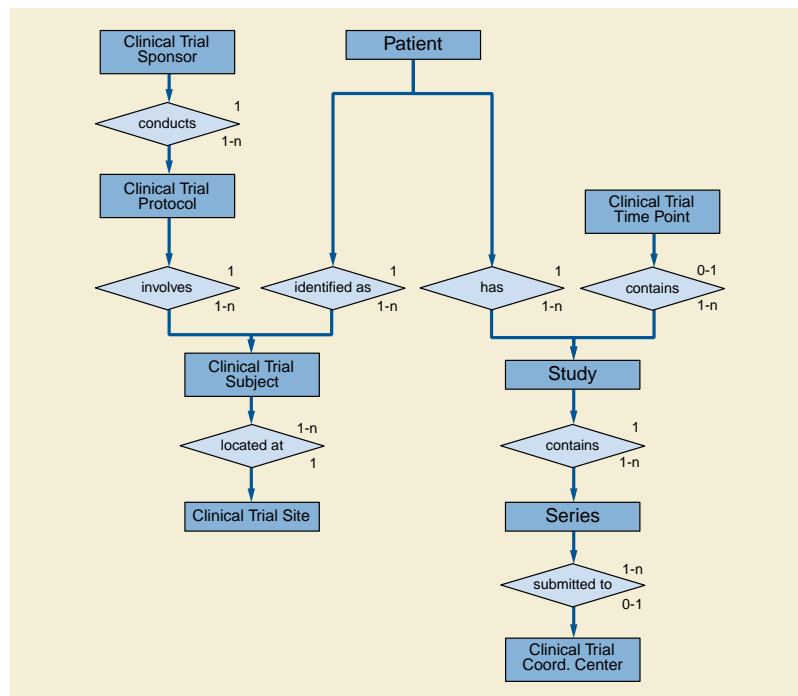 Clinical Trial
Sponsor
Patient
1
conducts
1-n
Clinical Trial
Protocol
Clinical Trial
Time Point
1
involves
1-n
1
identified as
1-n
1
has
1-n
0-1
contains
1-n
Clinical Trial
Subject
Study
1-n
located at
1
1
contains
1-n
Clinical Trial Site
Series
1-n
submitted to
0-1
Clinical Trial
Coord. Center